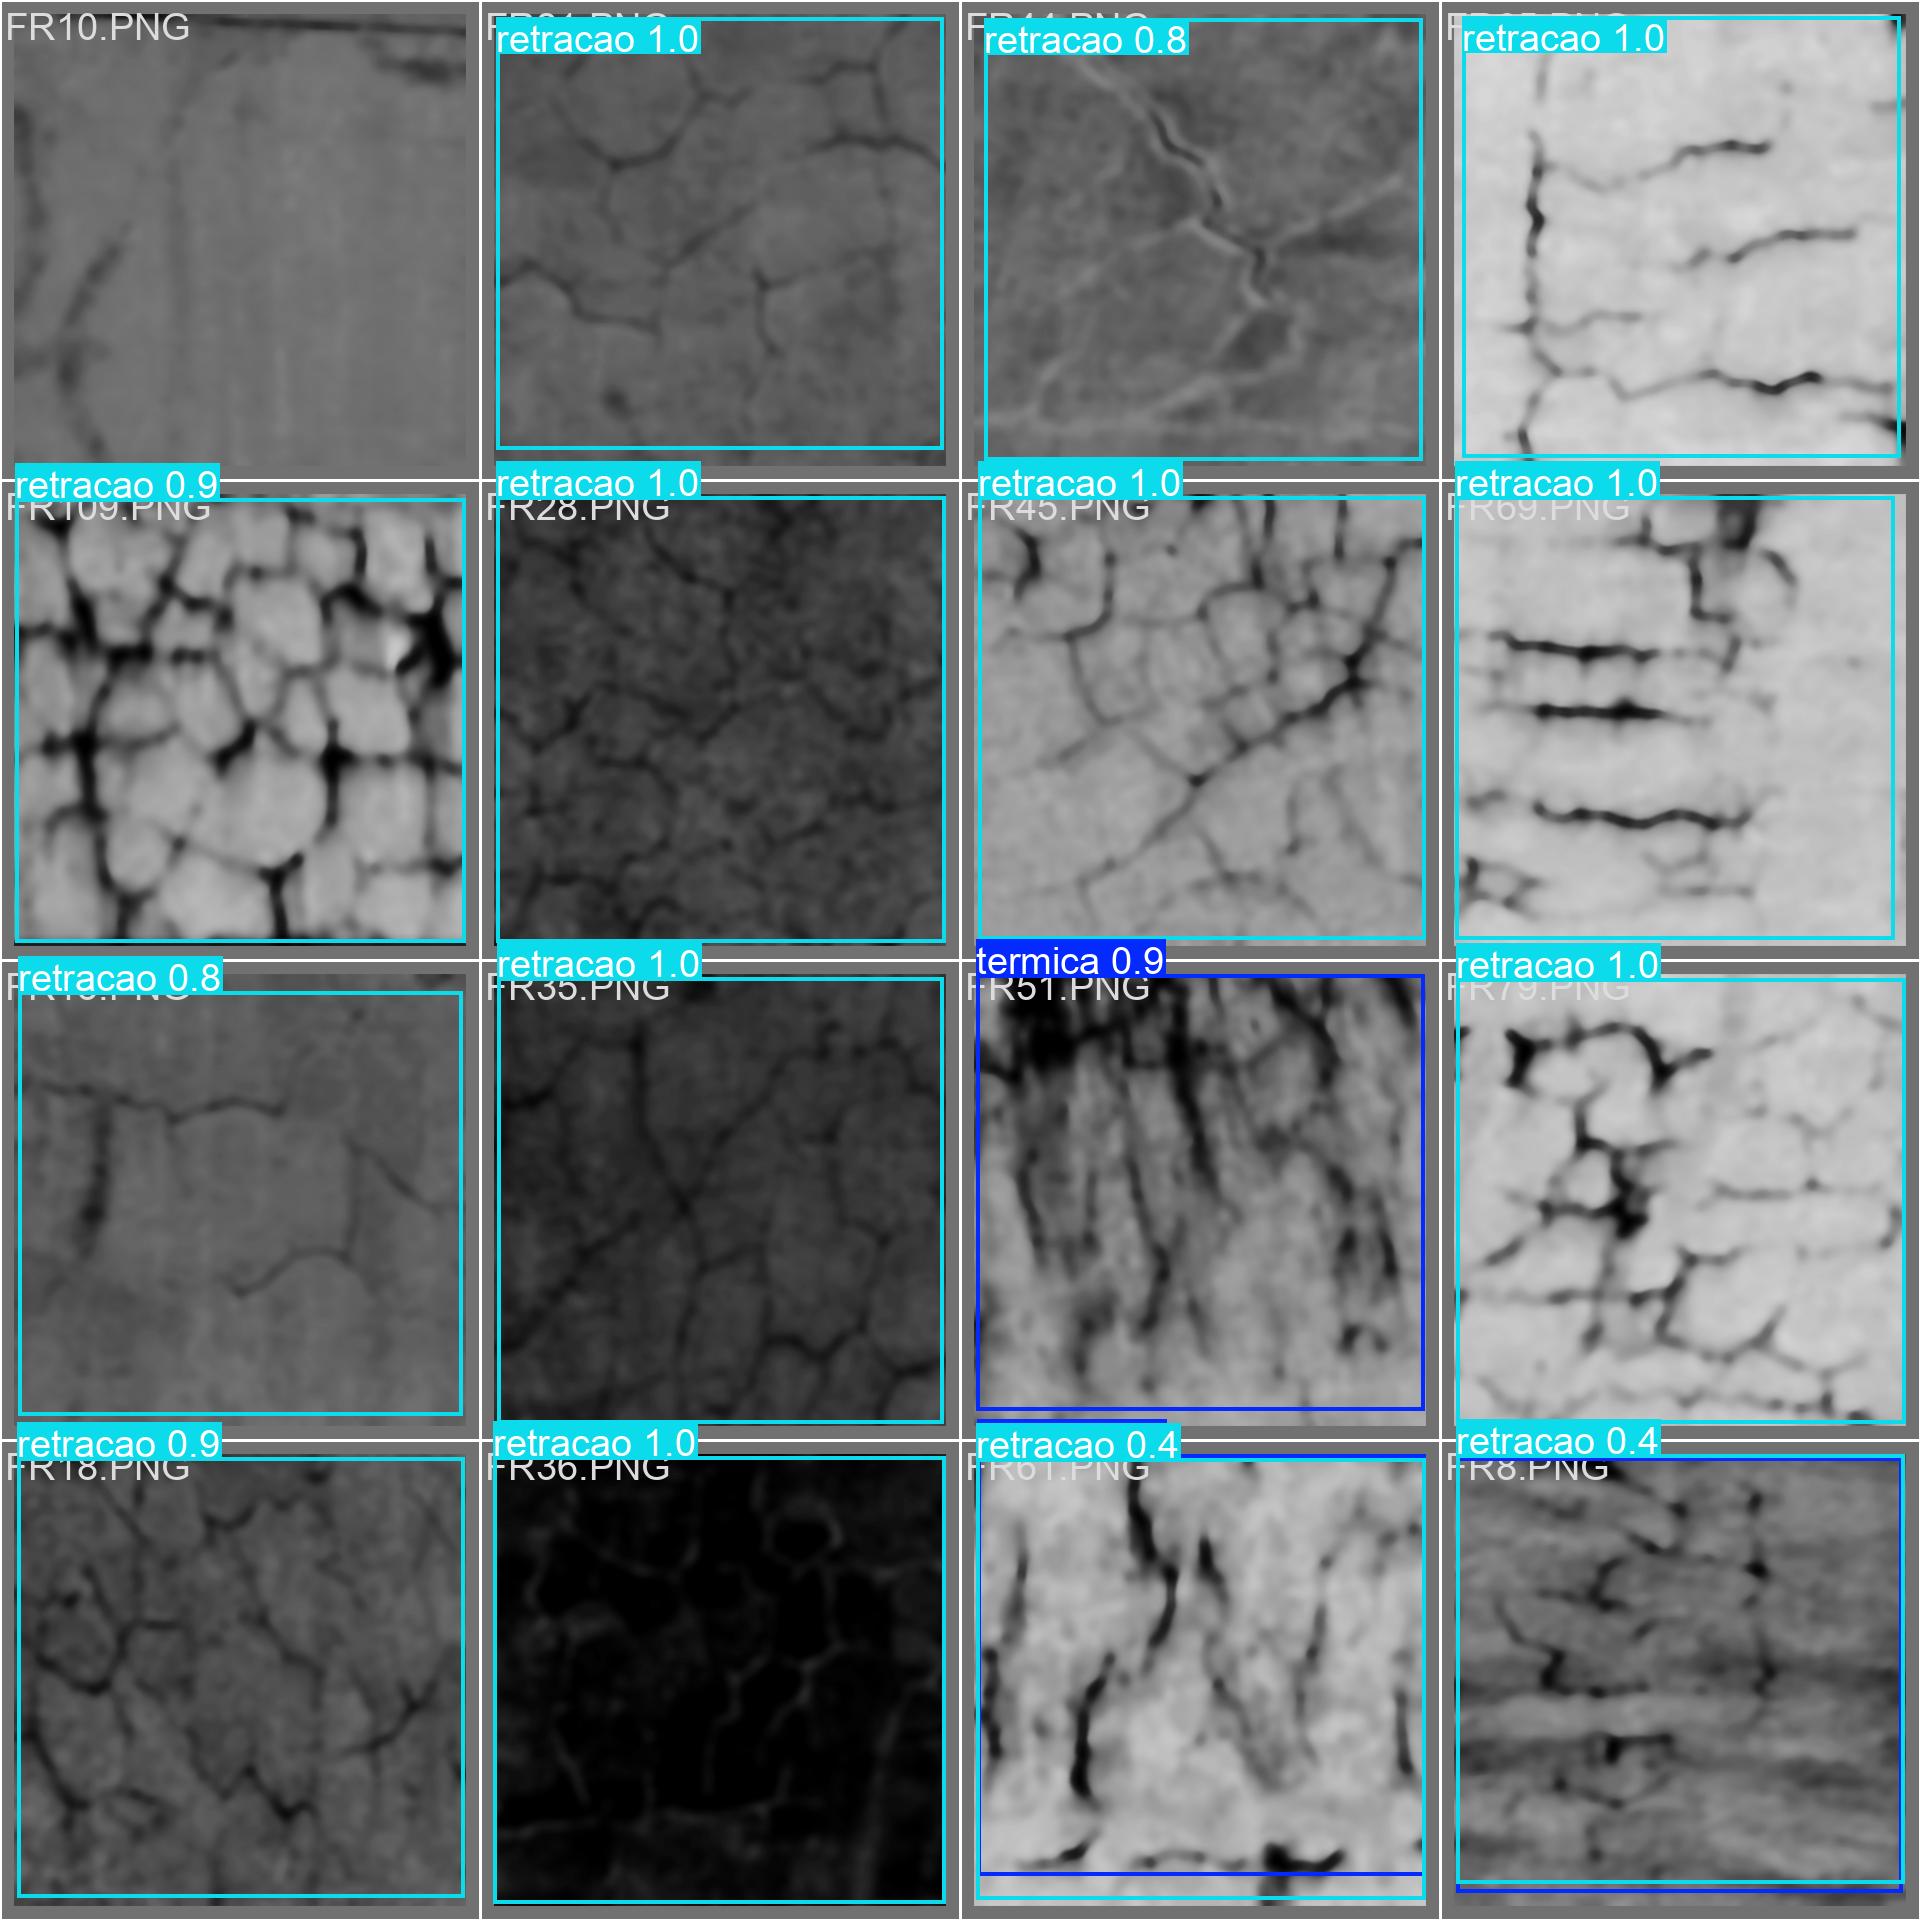 FR10.PNG
retracao 1.0
retracao 0.8
retracao 1.0
retracao 0.9
FR109.PNG
retracao 1.0
FR28.PNG
retracao 1.0
FR45.PNG
retracao 1.0
FR69.PNG
retracao 0.8
retracao 1.0
FR35.PNG
termica 0.9
FR51.PNG
retracao 1.0
FR79.PNG
retracao 0.9
FR18.PNG
retracao 1.0
FR36.PNG
retracao 0.4
FR61.PNG
retracao 0.4
FR8.PNG